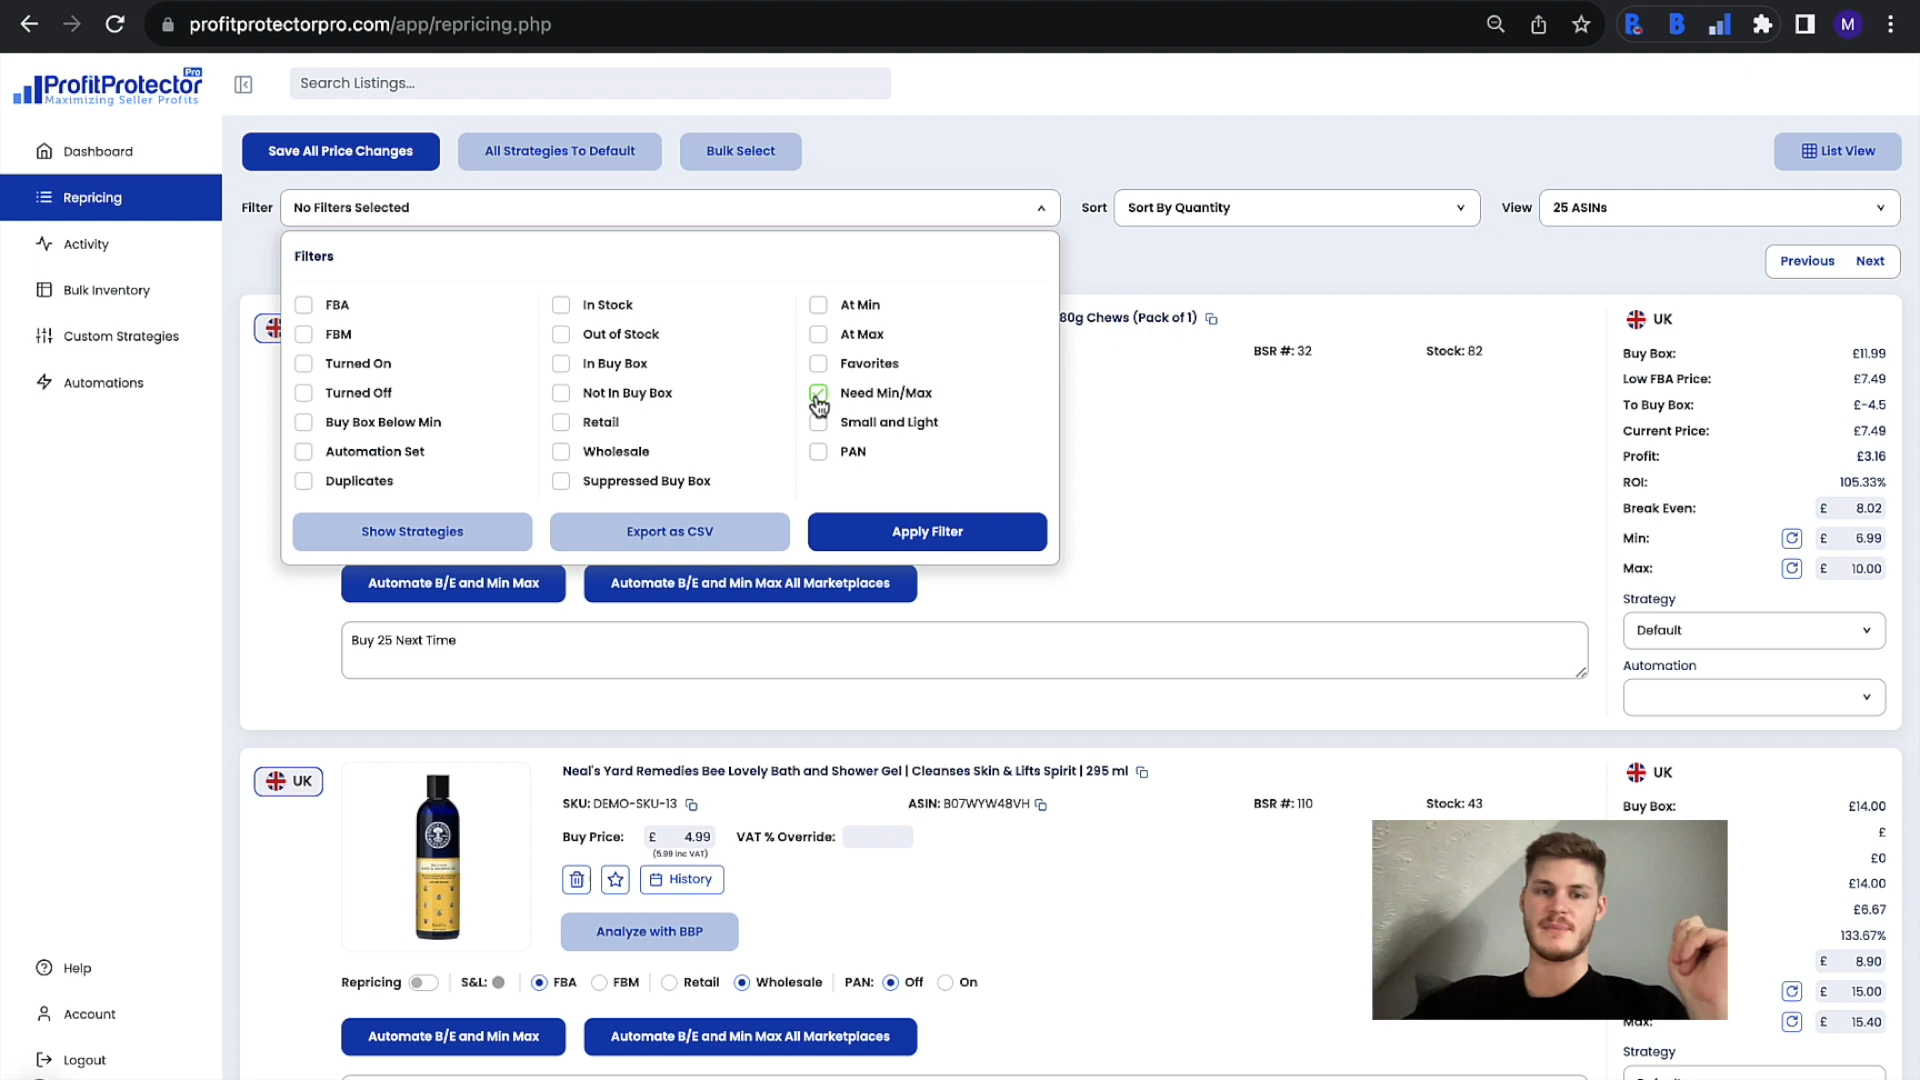 profitprotectorpro.com/app/repricing.php
M
ProfitProtector Pro
Maximizing Seller Profits
Search Listings...
Dashboard
Repricing
Activity
Bulk Inventory
Custom Strategies
Automations
Help
Account
Logout
Save All Price Changes
All Strategies To Default
Bulk Select
List View
Filter
No Filters Selected
Sort
Sort By Quantity
View
25 ASINs
Previous
Next
Filters
FBA
FBM
Turned On
Turned Off
Buy Box Below Min
Automation Set
Duplicates
In Stock
Out of Stock
In Buy Box
Not In Buy Box
Retail
Wholesale
Suppressed Buy Box
At Min
At Max
Favorites
Need Min/Max
Small and Light
PAN
Show Strategies
Export as CSV
Apply Filter
80g Chews (Pack of 1)
BSR #: 32
Stock: 82
Automate B/E and Min Max
Automate B/E and Min Max All Marketplaces
Buy 25 Next Time
UK
Buy Box: £11.99
Low FBA Price: £7.49
To Buy Box: £-4.5
Current Price: £7.49
Profit: £3.16
ROI: 105.33%
Break Even: £ 8.02
Min: £ 6.99
Max: £ 10.00
Strategy
Default
Automation
UK
Neal's Yard Remedies Bee Lovely Bath and Shower Gel | Cleanses Skin & Lifts Spirit | 295 ml
SKU: DEMO-SKU-13
ASIN: B07WYW48VH
BSR #: 110
Stock: 43
Buy Price: £ 4.99
(5.99 inc VAT)
VAT % Override:
History
Analyze with BBP
Repricing
S&L:
FBA
FBM
Retail
Wholesale
PAN:
Off
On
Automate B/E and Min Max
Automate B/E and Min Max All Marketplaces
UK
Buy Box: £14.00
£
£0
£14.00
£6.67
133.67%
£ 8.90
£ 15.00
Max: £ 15.40
Strategy